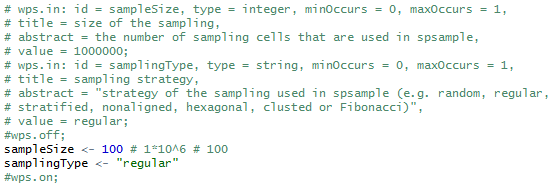 # wps.in: id = sampleSize, type = integer, minOccurs = 0, maxOccurs = 1,
# title = size of the sampling,
# abstract = the number of sampling cells that are used in spsample,
# value = 1000000;
# wps.in: id = samplingType, type = string, minOccurs = 0, maxOccurs = 1,
# title = sampling strategy,
# abstract = "strategy of the sampling used in spsample (e.g. random, regular,
# stratified, nonaligned, hexagonal, clusted or Fibonacci)",
# value = regular;
#wps.off;
sampleSize <- 100 # 1*10^6 # 100
samplingType <- "regular"
#wps.on;